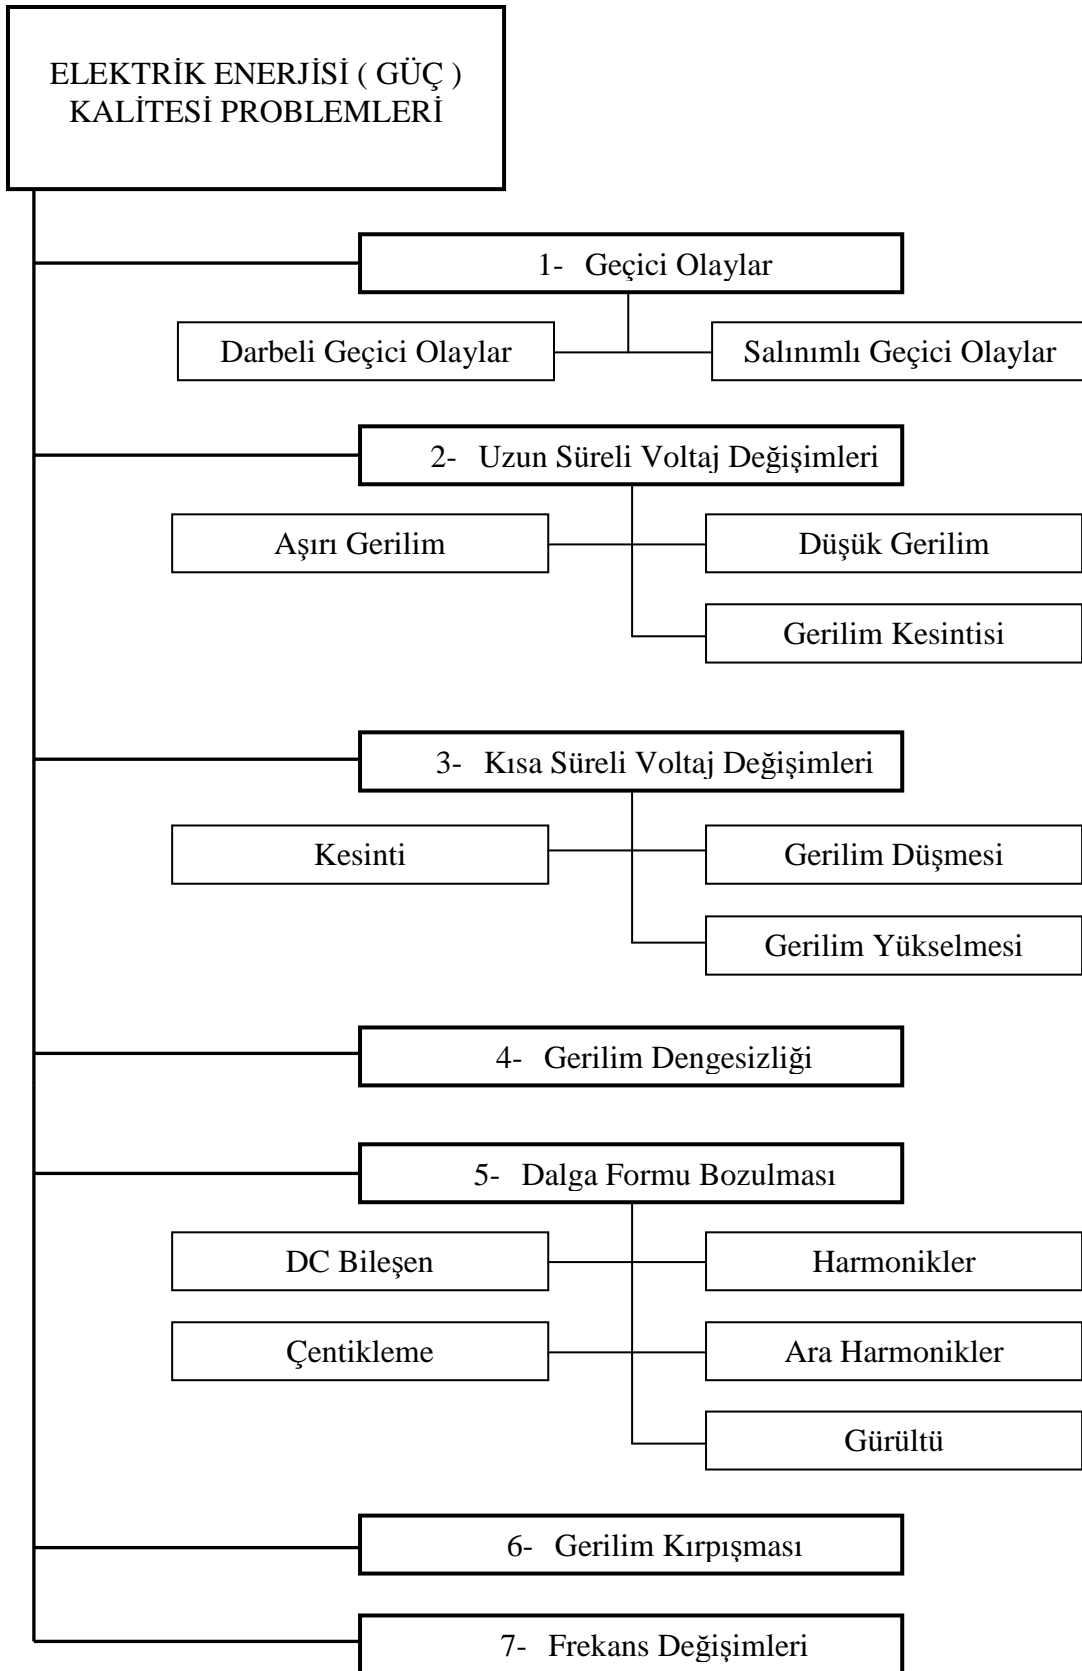 ELEKTRİK ENERJİSİ ( GÜÇ )
KALİTESİ PROBLEMLERİ
1- Geçici Olaylar
Darbeli Geçici Olaylar
Salınımlı Geçici Olaylar
2- Uzun Süreli Voltaj Değişimleri
Aşırı Gerilim
Düşük Gerilim
Gerilim Kesintisi
3- Kısa Süreli Voltaj Değişimleri
Kesinti
Gerilim Düşmesi
Gerilim Yükselmesi
4- Gerilim Dengesizliği
5- Dalga Formu Bozulması
DC Bileşen
Harmonikler
Çentikleme
Ara Harmonikler
Gürültü
6- Gerilim Kırpışması
7- Frekans Değişimleri